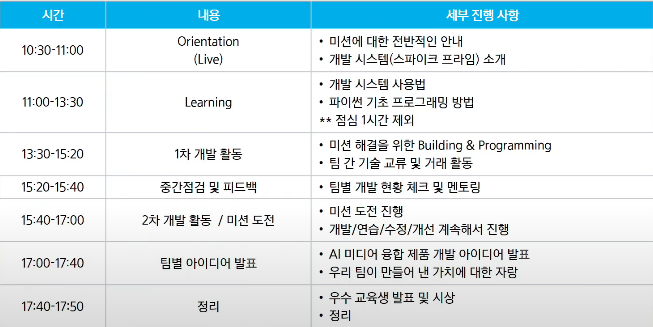 시간 내용 세부 진행 사항
10:30-11:00
Orientation
(Live)
• 미션에 대한 전반적인 안내
• 개발 시스템(스파이크 프라임) 소개
11:00-13:30
Learning
• 개발 시스템 사용법
• 파이썬 기초 프로그래밍 방법
** 점심 1시간 제외
13:30-15:20
1차 개발 활동
• 미션 해결을 위한 Building & Programming
• 팀 간 기술 교류 및 거래 활동
15:20-15:40
중간점검 및 피드백
• 팀별 개발 현황 체크 및 멘토링
15:40-17:00
2차 개발 활동 / 미션 도전
• 미션 도전 진행
• 개발/연습/수정/개선 계속해서 진행
17:00-17:40
팀별 아이디어 발표
• AI 미디어 융합 제품 개발 아이디어 발표
• 우리 팀이 만들어 낸 가치에 대한 자랑
17:40-17:50
정리
• 우수 교육생 발표 및 시상
• 정리